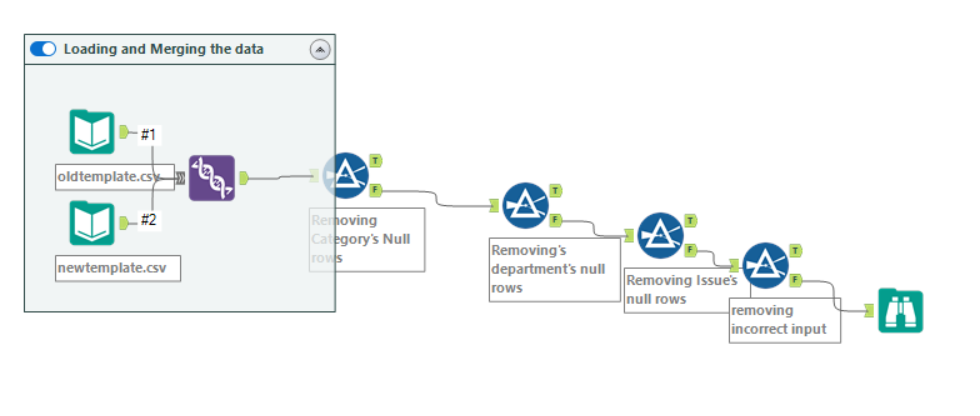 Loading and Merging the data
#1
oldtemplate.csv
#2
newtemplate.csv
T
F
Removing
Category's Null
rows
T
F
Removing's
department's null
rows
T
F
Removing Issue's
null rows
T
F
removing
incorrect input